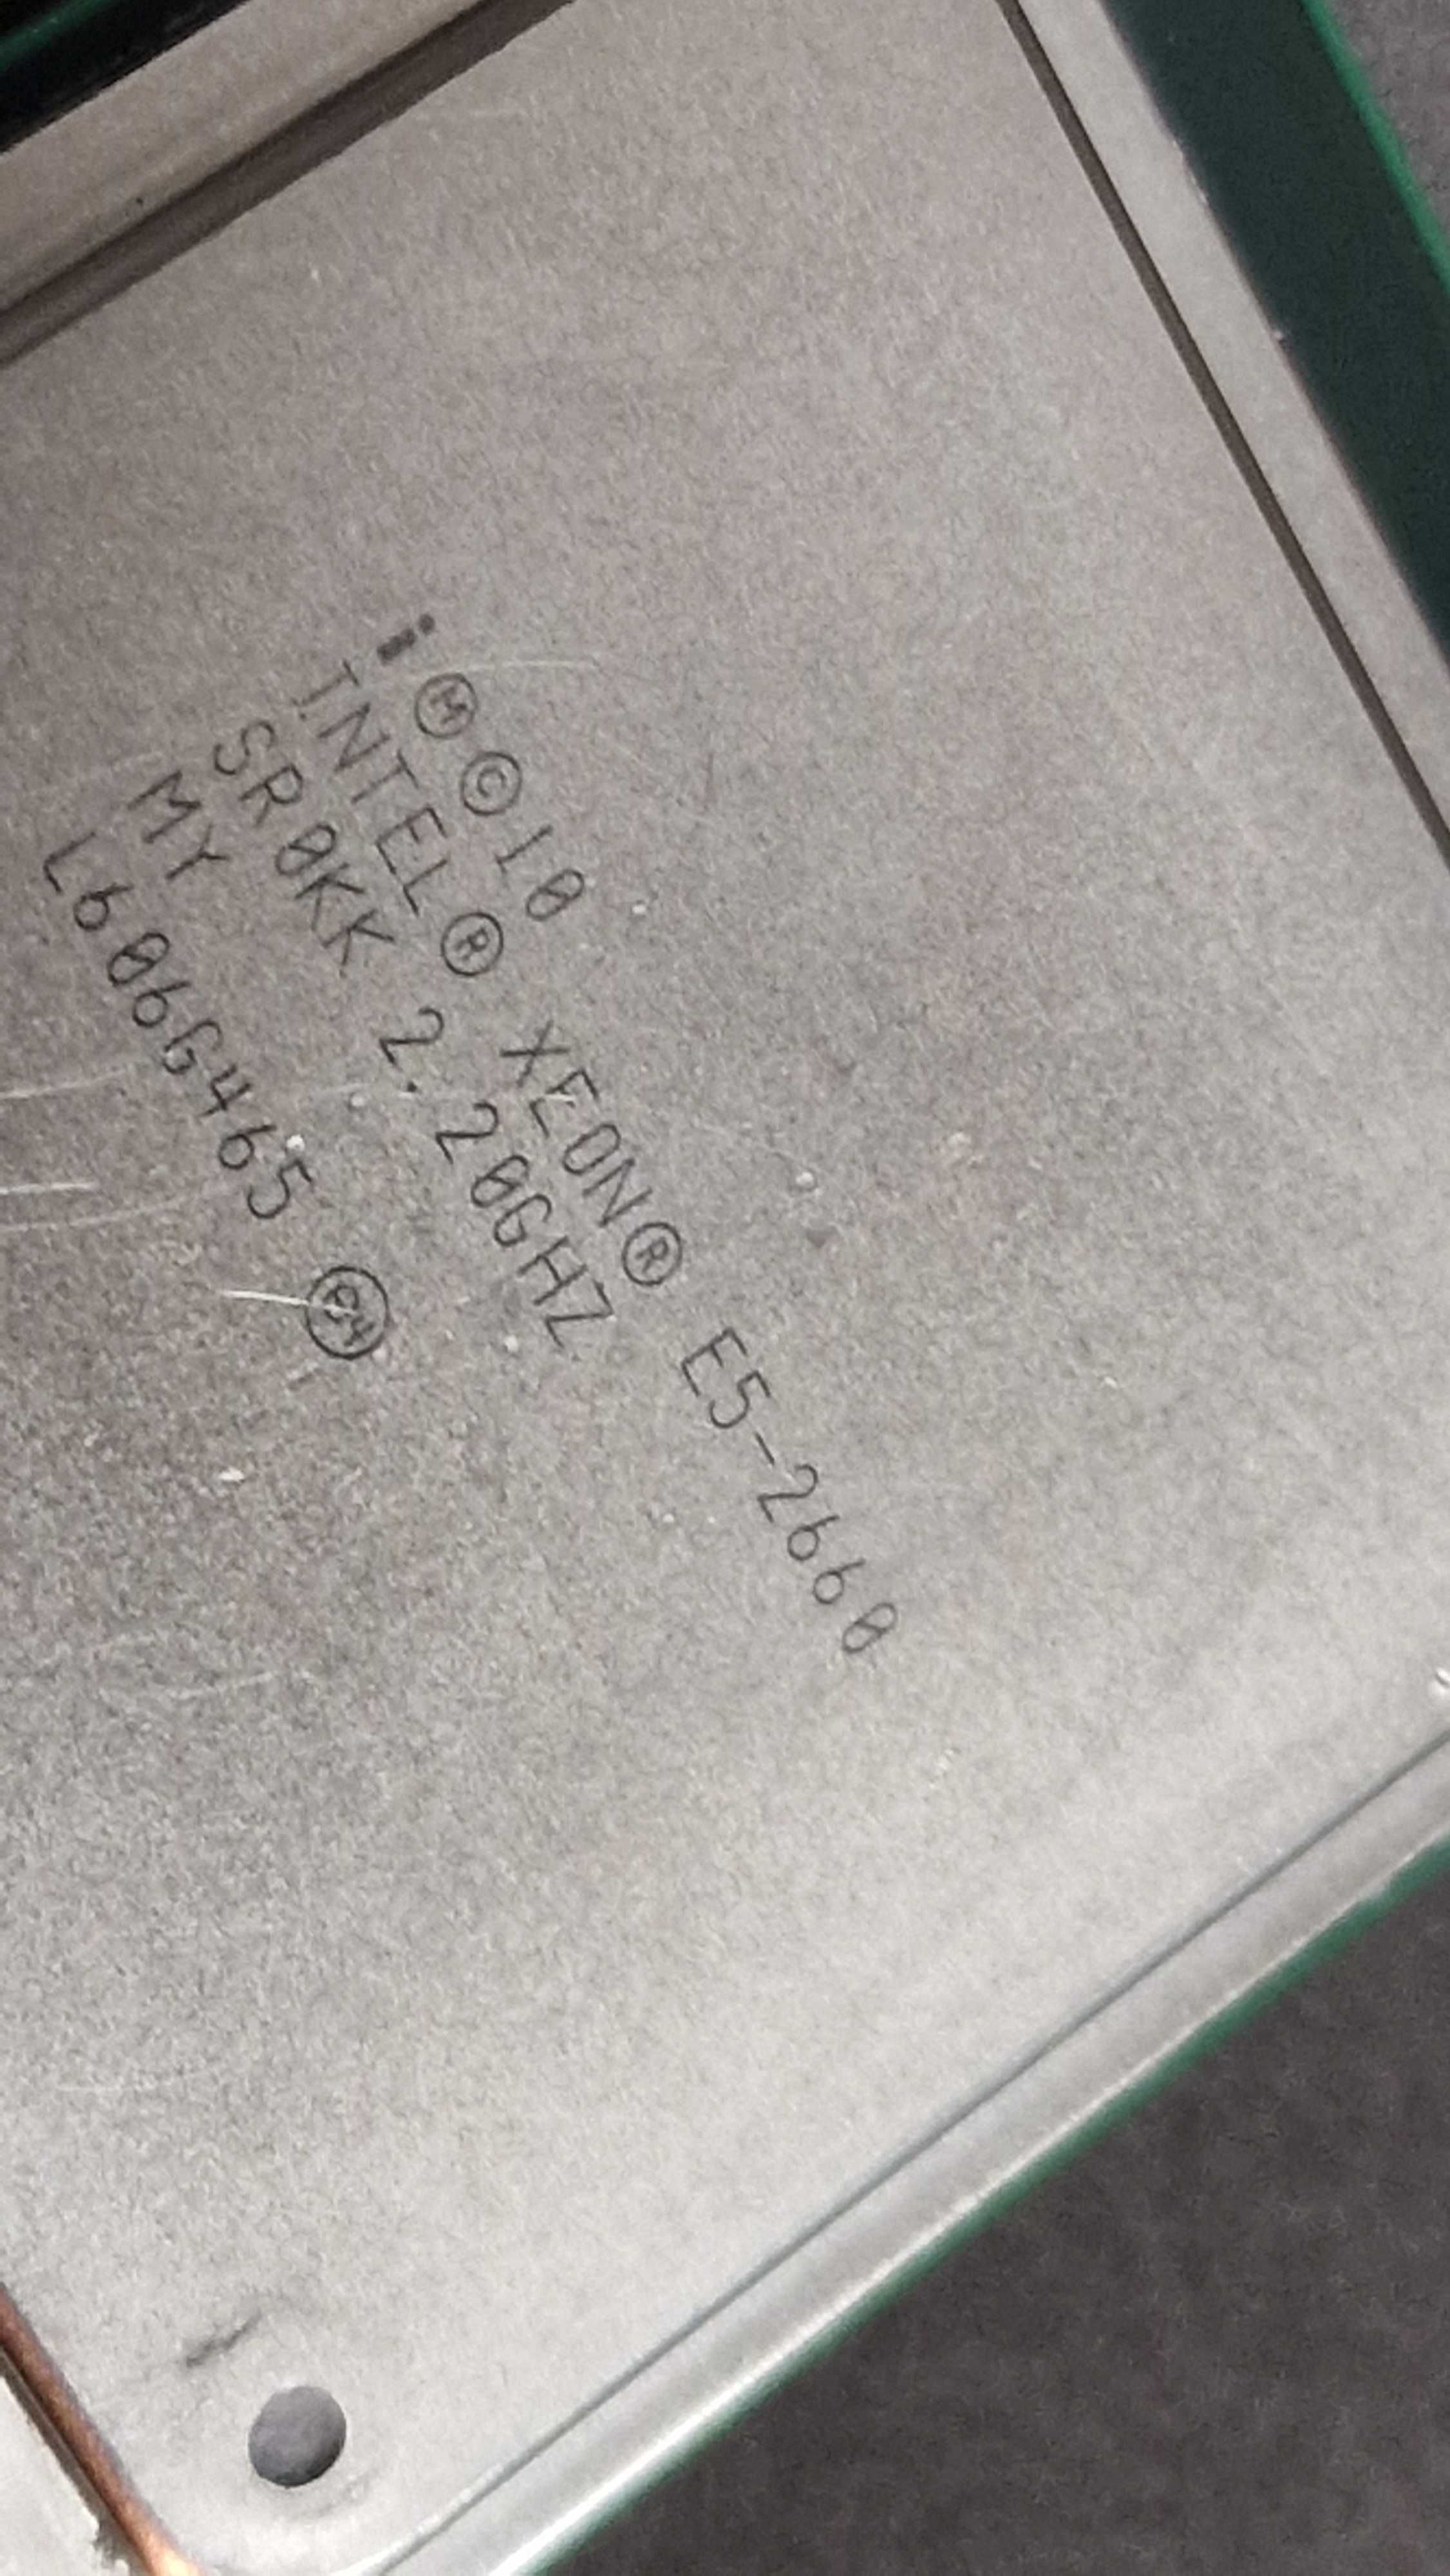 i Ⓜ © 10
INTEL® XEON® E5-2660
SR0KK 2.20GHZ
MY
L606G465 (e4)